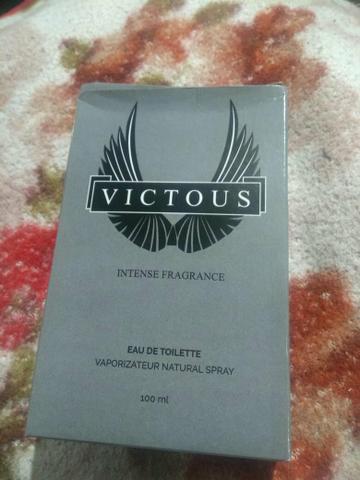 VICTOUS
INTENSE FRAGRANCE
EAU DE TOILETTE
VAPORIZATEUR NATURAL SPRAY
100 ml